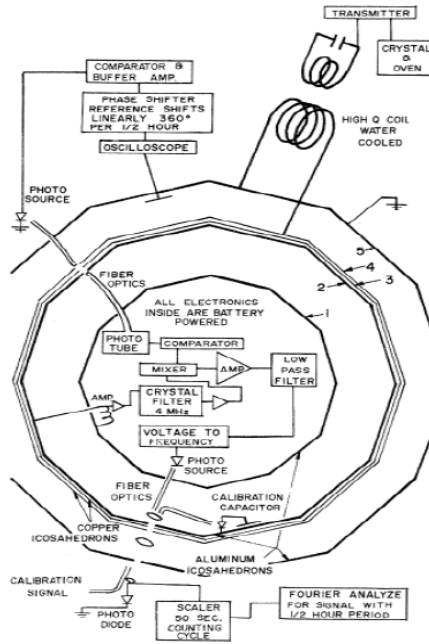 TRANSMITTER
CRYSTAL
&
OVEN
COMPARATOR &
BUFFER AMP.
PHASE SHIFTER
REFERENCE SHIFTS
LINEARLY 360°
PER 1/2 HOUR
OSCILLOSCOPE
HIGH Q COIL
WATER
COOLED
PHOTO
SOURCE
FIBER
OPTICS
5
4
2
3
1
ALL ELECTRONICS
INSIDE ARE BATTERY
POWERED
PHOTO
TUBE
COMPARATOR
MIXER
AMP
LOW
PASS
FILTER
AMP
CRYSTAL
FILTER
4 MHz
VOLTAGE TO
FREQUENCY
PHOTO
SOURCE
FIBER
OPTICS
CALIBRATION
CAPACITOR
COPPER
ICOSAHEDRONS
ALUMINUM
ICOSAHEDRONS
CALIBRATION
SIGNAL
PHOTO
DIODE
SCALER
50 SEC.
COUNTING
CYCLE
FOURIER ANALYZE
FOR SIGNAL WITH
1/2 HOUR PERIOD